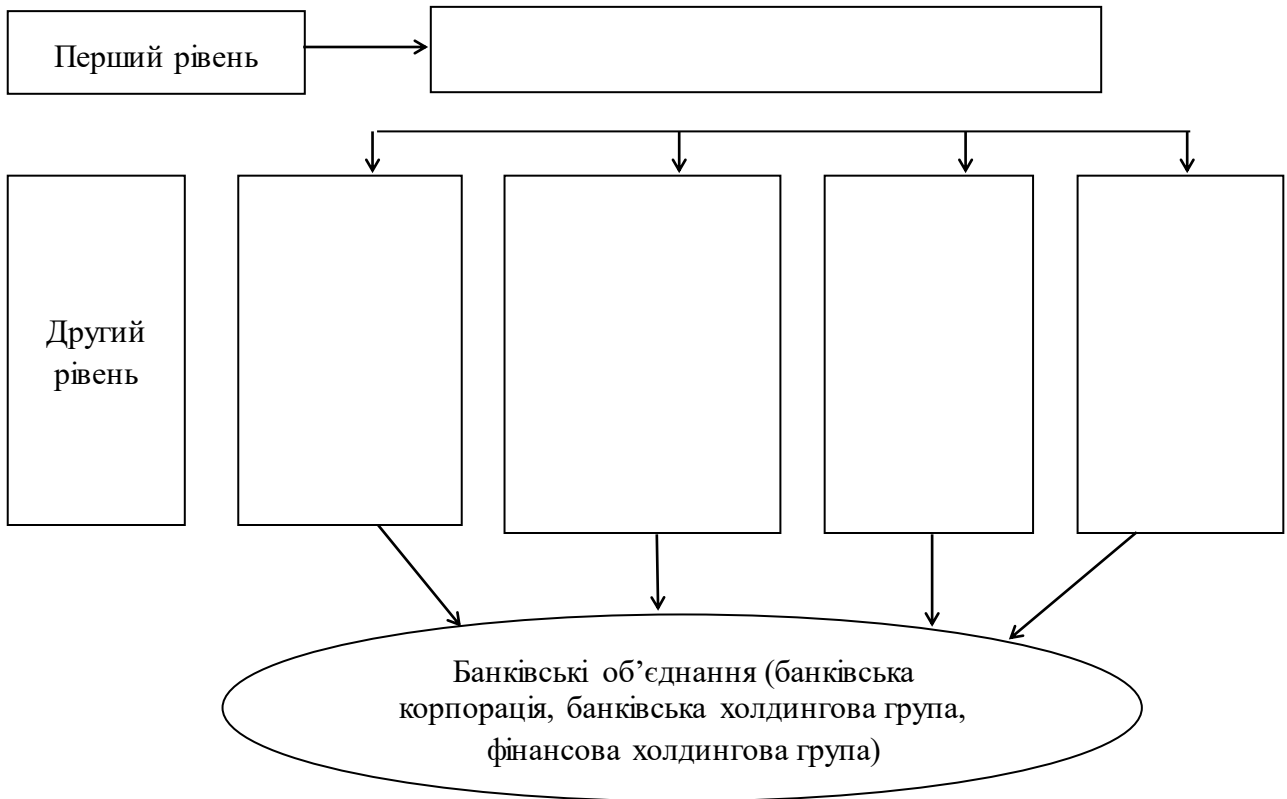 Перший рівень
Другий
рівень
Банківські об’єднання (банківська
корпорація, банківська холдингова група,
фінансова холдингова група)